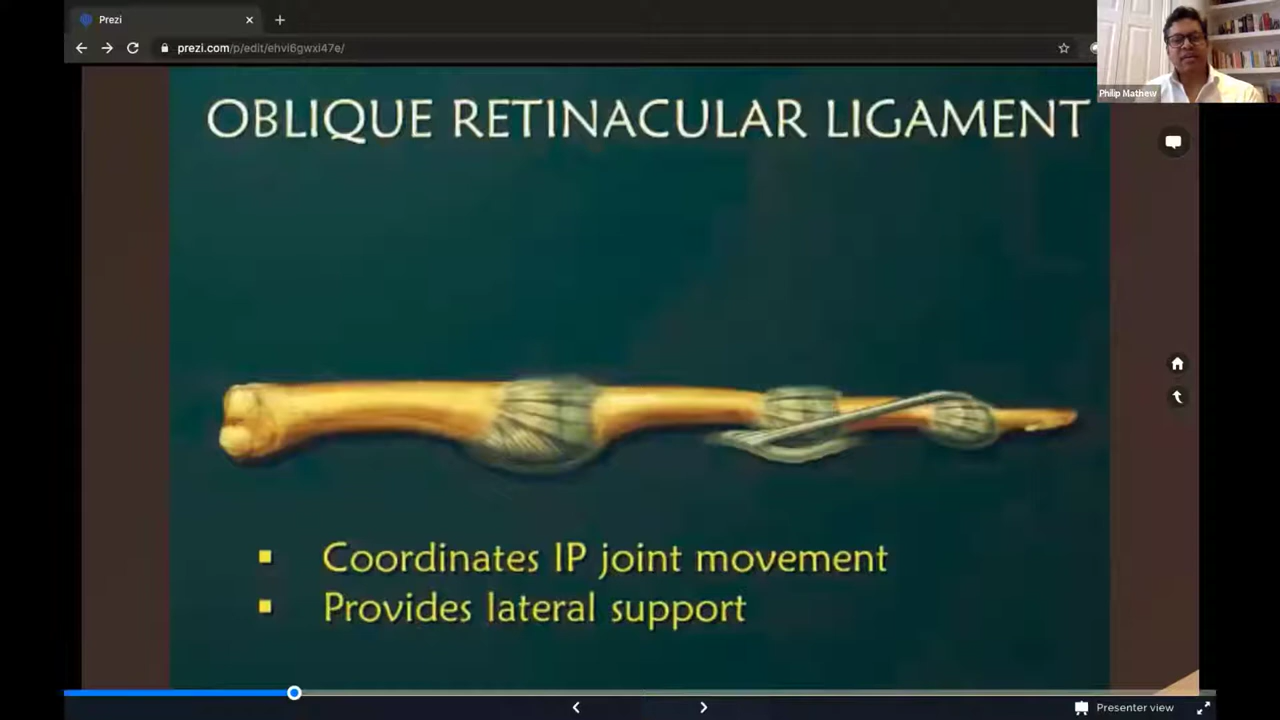 Prezi
prezi.com/p/edit/ehvi6gwxi47e/
Philip Mathew
OBLIQUE RETINACULAR LIGAMENT
Coordinates IP joint movement
Provides lateral support
Presenter view